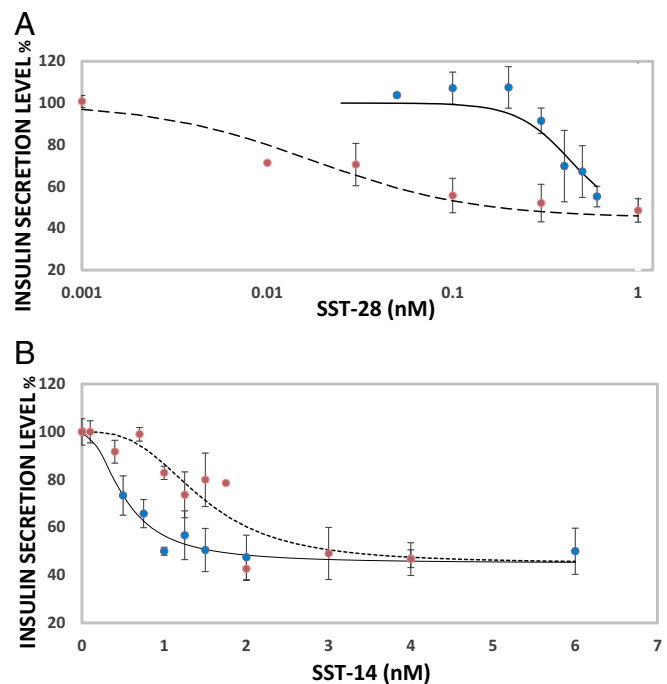 A
INSULIN SECRETION LEVEL %
120
100
80
60
40
20
0.001 0.01 0.1 1
SST-28 (nM)
B
INSULIN SECRETION LEVEL %
120
100
80
60
40
20
0 1 2 3 4 5 6 7
SST-14 (nM)